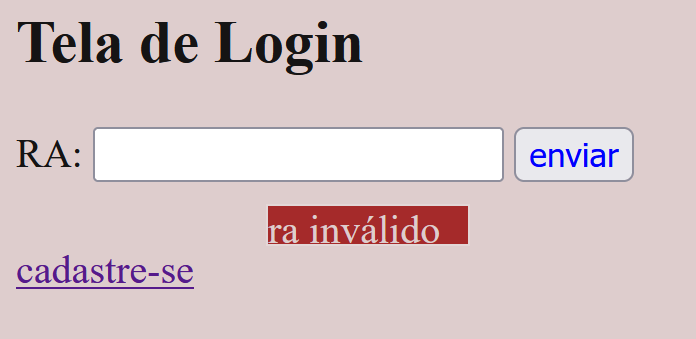 Tela de Login
RA: enviar
ra inválido
cadastre-se